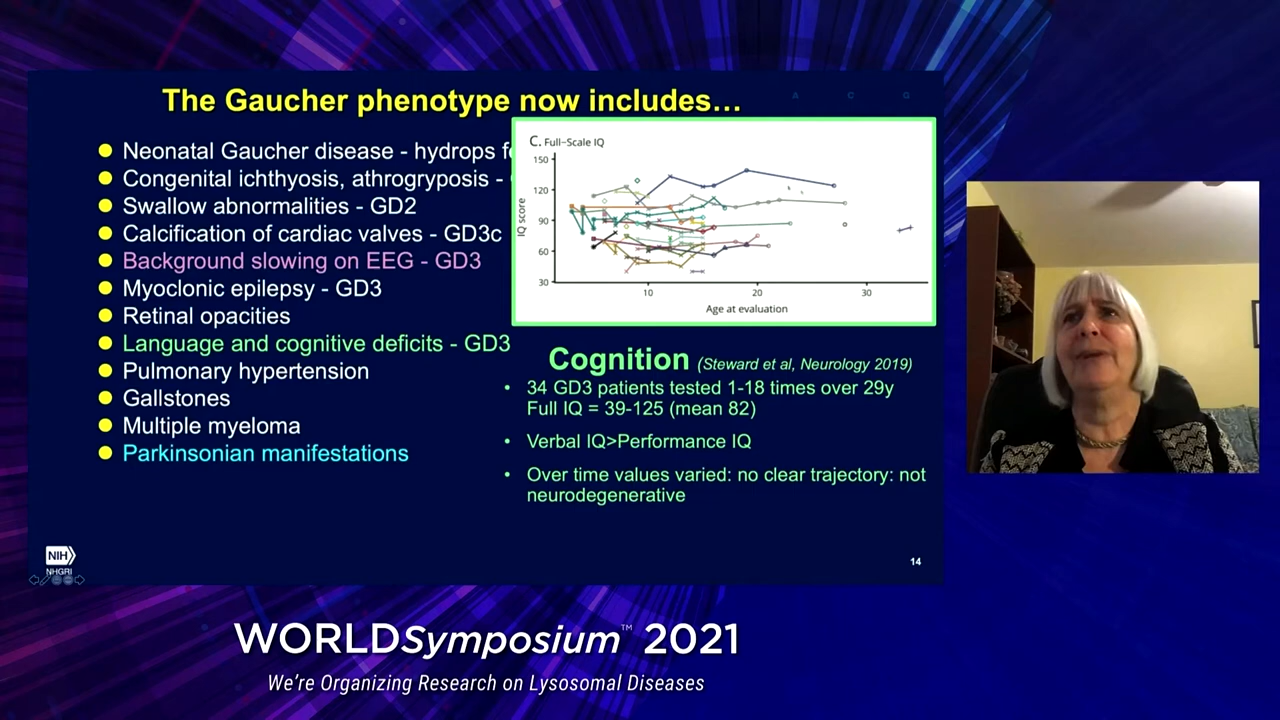 The Gaucher phenotype now includes…
A C G
Neonatal Gaucher disease - hydrops
Congenital ichthyosis, athrogryposis -
Swallow abnormalities - GD2
Calcification of cardiac valves - GD3c
Background slowing on EEG - GD3
Myoclonic epilepsy - GD3
Retinal opacities
Language and cognitive deficits - GD3
Pulmonary hypertension
Gallstones
Multiple myeloma
Parkinsonian manifestations
C. Full-Scale IQ
150
120
90
60
30
IQ score
10 20 30
Age at evaluation
Cognition (Steward et al, Neurology 2019)
• 34 GD3 patients tested 1-18 times over 29y
Full IQ = 39-125 (mean 82)
• Verbal IQ>Performance IQ
• Over time values varied: no clear trajectory: not
neurodegenerative
NIH
NHGRI
14
WORLDSymposium™ 2021
We're Organizing Research on Lysosomal Diseases